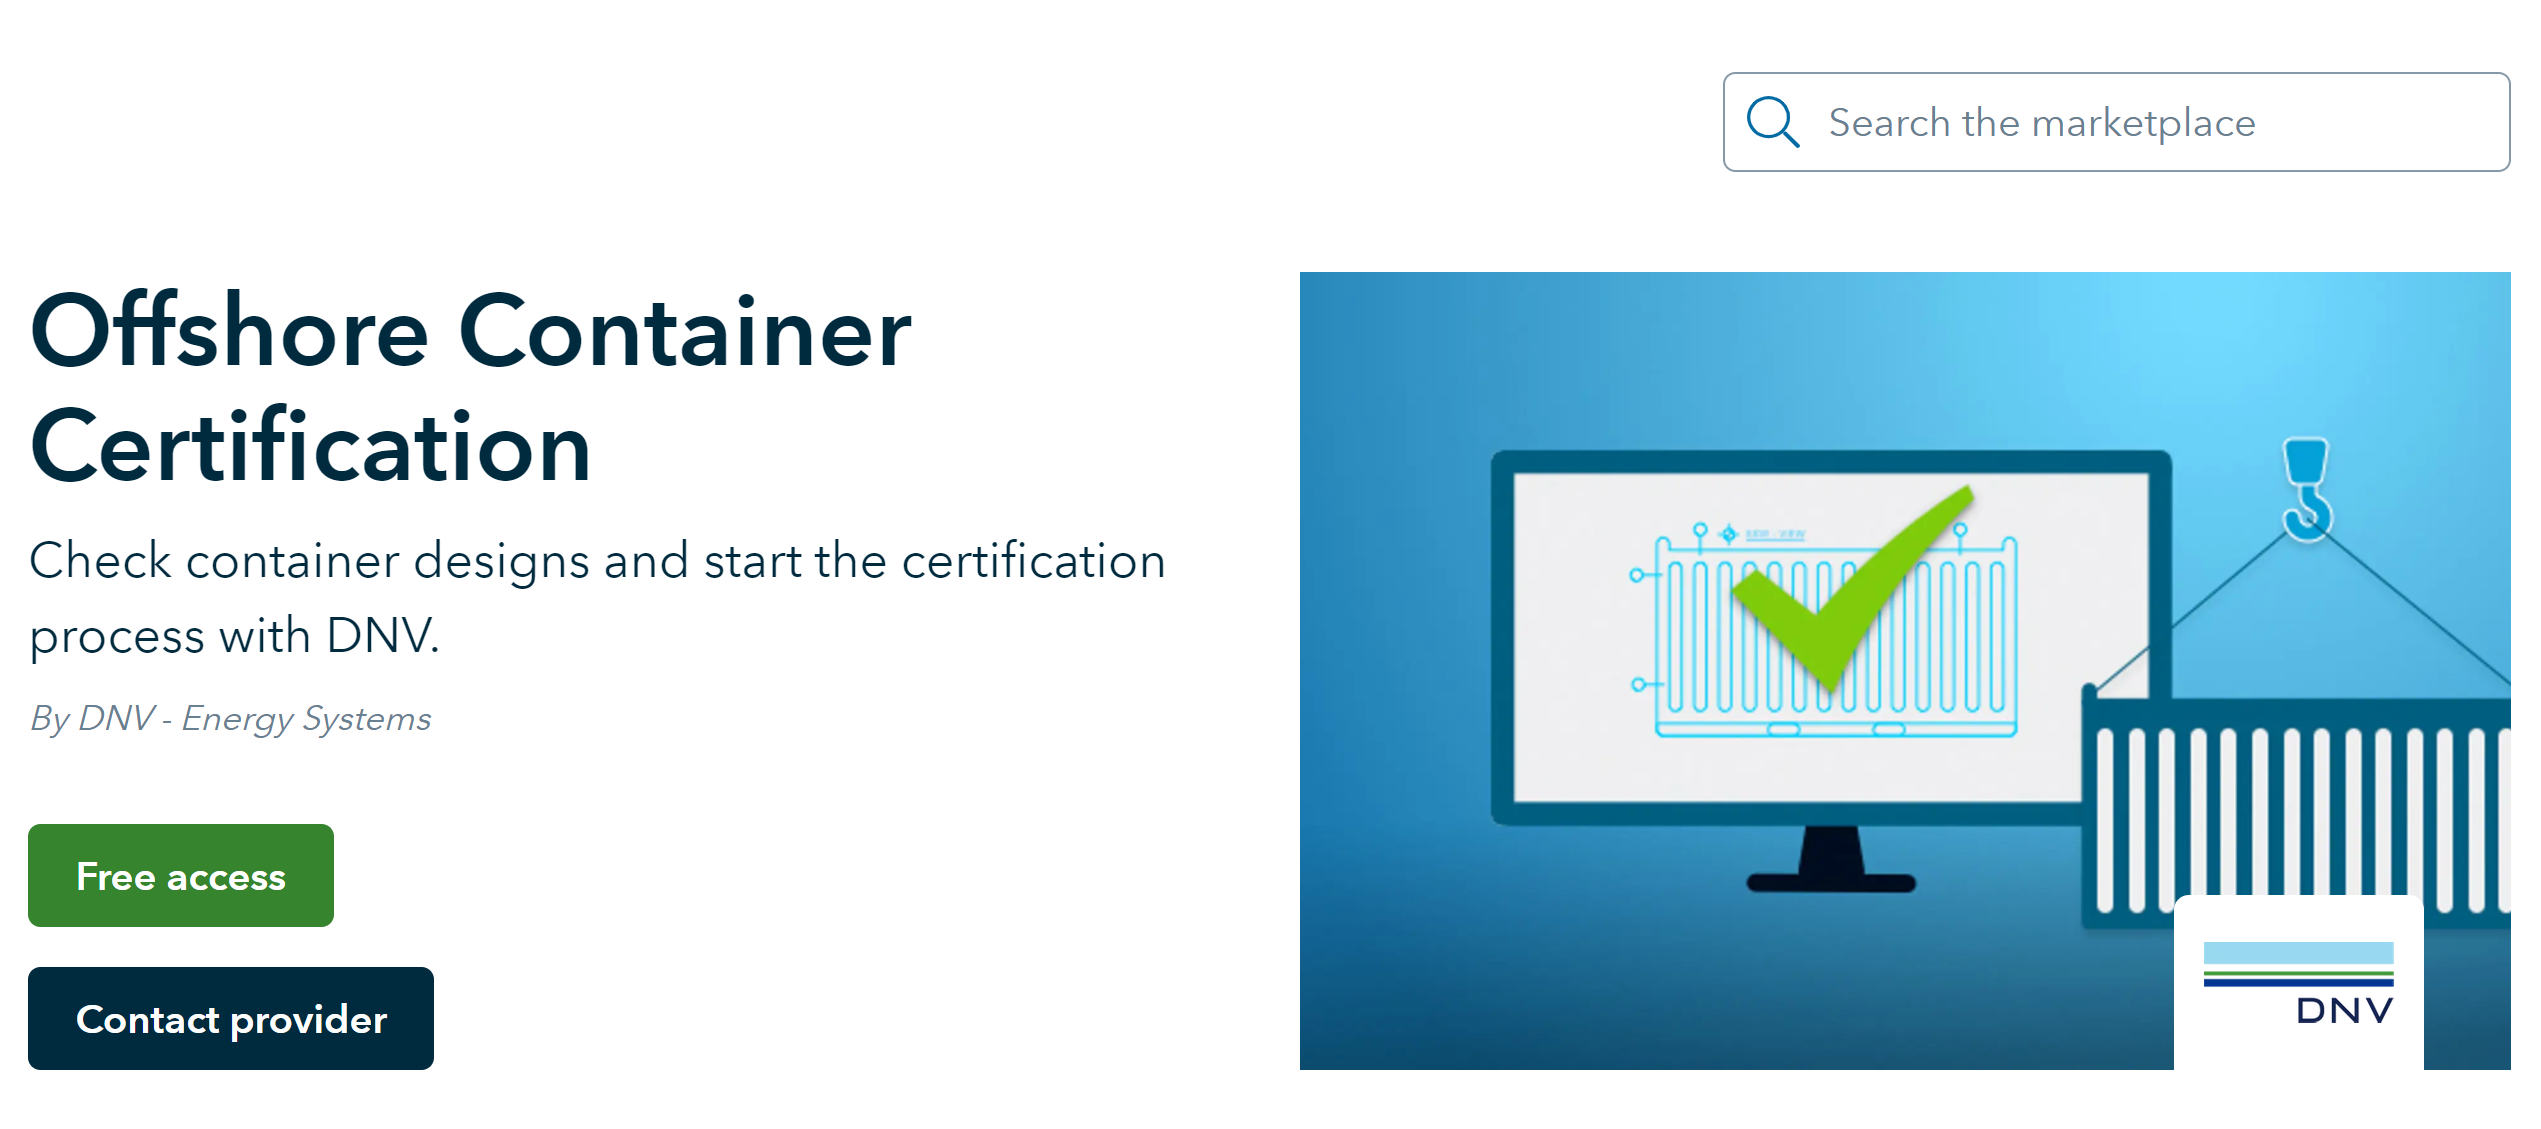 Search the marketplace
Offshore Container
Certification
Check container designs and start the certification
process with DNV.
By DNV - Energy Systems
Free access
Contact provider
DNV